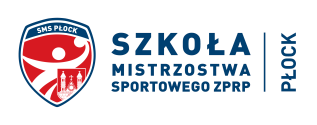 SMS PŁOCK
SZKOŁA
MISTRZOSTWA
SPORTOWEGO ZPRP
PŁOCK